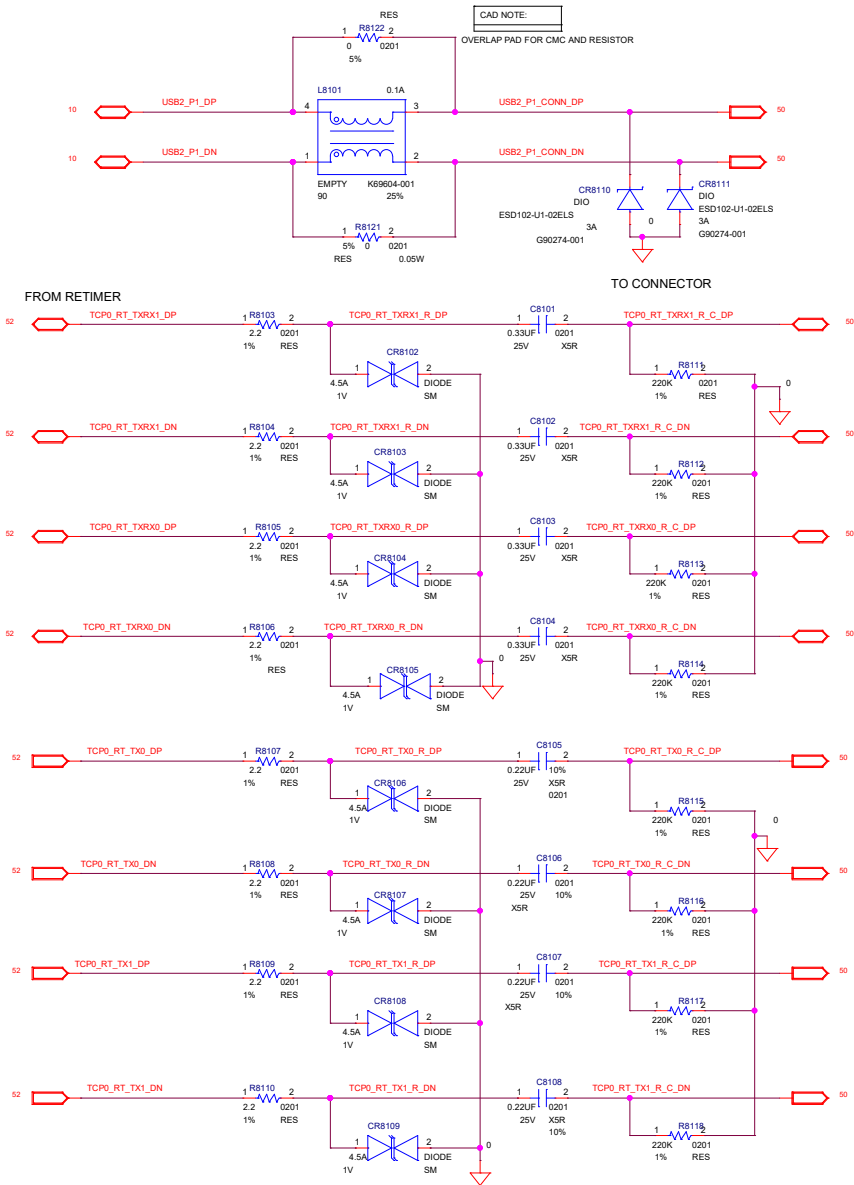 RES
CAD NOTE:
R8122
1 2
0 0201
5%
OVERLAP PAD FOR CMC AND RESISTOR
L8101 0.1A
10 USB2_P1_DP 4 3 USB2_P1_CONN_DP 50
10 USB2_P1_DN 1 2 USB2_P1_CONN_DN 50
EMPTY K69604-001
90 25%
CR8110
DIO
ESD102-U1-02ELS
3A
G90274-001
0
CR8111
DIO
ESD102-U1-02ELS
3A
G90274-001
R8121
1 2
5% 0 0201
RES 0.05W
TO CONNECTOR
FROM RETIMER
52 TCP0_RT_TXRX1_DP 1 R8103 2 TCP0_RT_TXRX1_R_DP 1 C8101 2 TCP0_RT_TXRX1_R_C_DP 50
2.2 0201 0.33UF 0201
1% RES 25V X5R
1 CR8102 2 1 R8111 2 0
4.5A DIODE 220K 0201
1V SM 1% RES
52 TCP0_RT_TXRX1_DN 1 R8104 2 TCP0_RT_TXRX1_R_DN 1 C8102 2 TCP0_RT_TXRX1_R_C_DN 50
2.2 0201 0.33UF 0201
1% RES 25V X5R
1 CR8103 2 1 R8112 2
4.5A DIODE 220K 0201
1V SM 1% RES
52 TCP0_RT_TXRX0_DP 1 R8105 2 TCP0_RT_TXRX0_R_DP 1 C8103 2 TCP0_RT_TXRX0_R_C_DP 50
2.2 0201 0.33UF 0201
1% RES 25V X5R
1 CR8104 2 1 R8113 2
4.5A DIODE 220K 0201
1V SM 1% RES
52 TCP0_RT_TXRX0_DN 1 R8106 2 TCP0_RT_TXRX0_R_DN 1 C8104 2 TCP0_RT_TXRX0_R_C_DN 50
2.2 0201 0.33UF 0201
1% RES 25V X5R
0
1 CR8105 2 1 R8114 2
4.5A DIODE 220K 0201
1V SM 1% RES
52 TCP0_RT_TX0_DP 1 R8107 2 TCP0_RT_TX0_R_DP 1 C8105 2 TCP0_RT_TX0_R_C_DP 50
2.2 0201 0.22UF 10%
1% RES 25V X5R
0201
1 CR8106 2 1 R8115 2 0
4.5A DIODE 220K 0201
1V SM 1% RES
52 TCP0_RT_TX0_DN 1 R8108 2 TCP0_RT_TX0_R_DN 1 C8106 2 TCP0_RT_TX0_R_C_DN 50
2.2 0201 0.22UF 0201
1% RES 25V 10%
X5R
1 CR8107 2 1 R8116 2
4.5A DIODE 220K 0201
1V SM 1% RES
52 TCP0_RT_TX1_DP 1 R8109 2 TCP0_RT_TX1_R_DP 1 C8107 2 TCP0_RT_TX1_R_C_DP 50
2.2 0201 0.22UF 0201
1% RES 25V 10%
X5R
1 CR8108 2 1 R8117 2
4.5A DIODE 220K 0201
1V SM 1% RES
52 TCP0_RT_TX1_DN 1 R8110 2 TCP0_RT_TX1_R_DN 1 C8108 2 TCP0_RT_TX1_R_C_DN 50
2.2 0201 0.22UF 0201
1% RES 25V X5R
10%
1 CR8109 2 0 1 R8118 2
4.5A DIODE 220K 0201
1V SM 1% RES